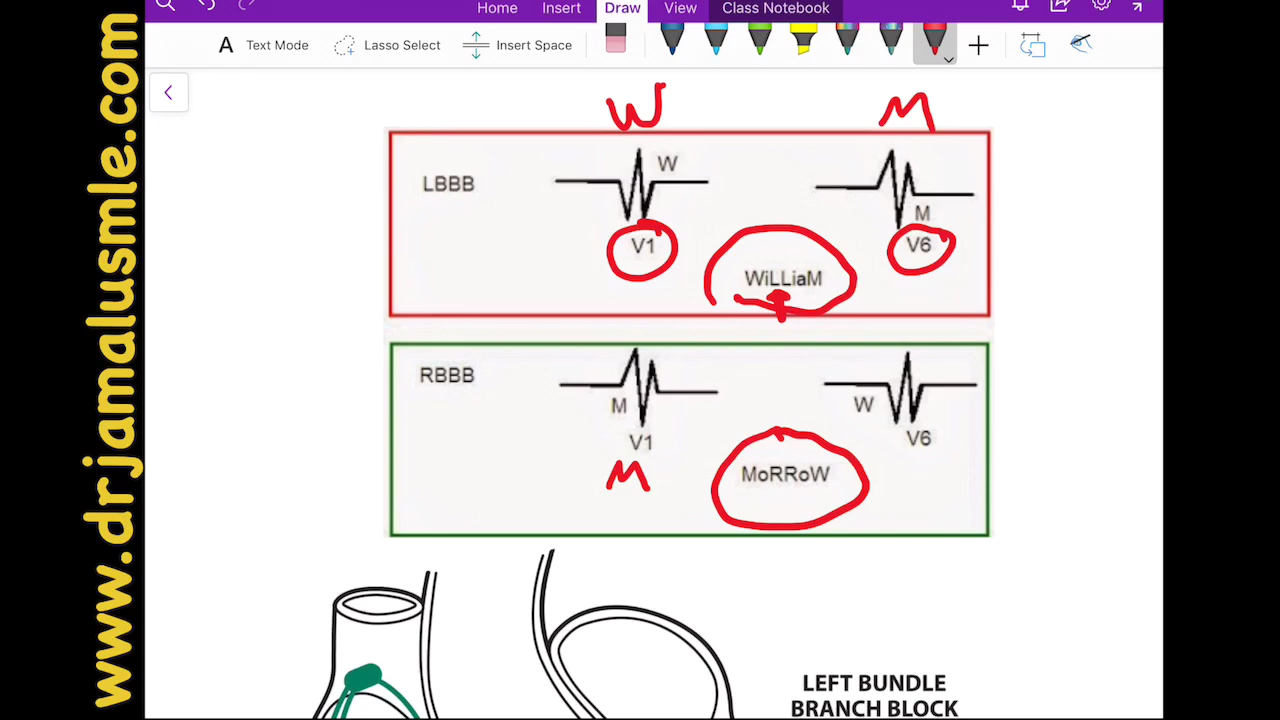 www.drjamalusmle.com
Home Insert Draw View Class Notebook
A Text Mode Lasso Select Insert Space
W M
LBBB
W
M
V1 V6
WiLLiaM
RBBB
M W
V1 V6
M
MoRRoW
LEFT BUNDLE
BRANCH BLOCK